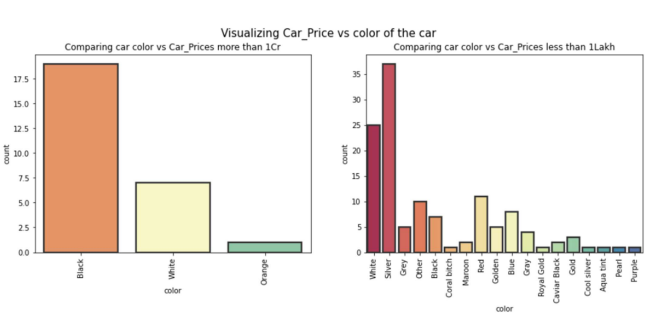 Visualizing Car_Price vs color of the car
Comparing car color vs Car_Prices more than 1Cr
17.5
15.0
12.5
10.0
7.5
5.0
2.5
0.0
count
Black
White
Orange
color
Comparing car color vs Car_Prices less than 1Lakh
35
30
25
20
15
10
5
0
count
White
Silver
Grey
Other
Black
Coral bitch
Maroon
Red
Golden
Blue
Gray
Royal Gold
Caviar Black
Gold
Cool silver
Aqua tint
Pearl
Purple
color